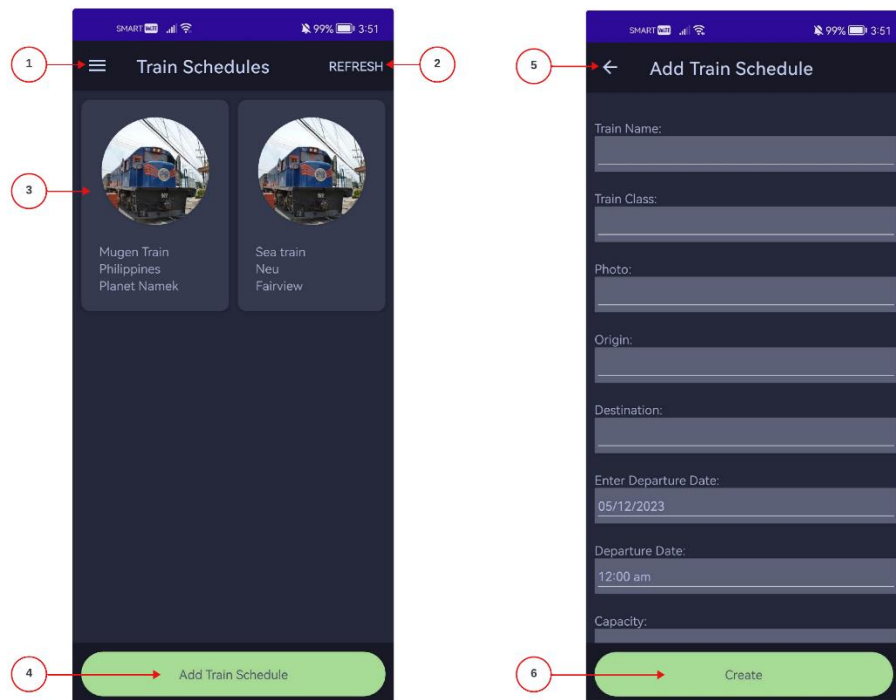 SMART VoLTE 99% 3:51
1 Train Schedules REFRESH 2
3
Mugen Train
Philippines
Planet Namek
Sea train
Neu
Fairview
4 Add Train Schedule
SMART VoLTE 99% 3:51
5 Add Train Schedule
Train Name:
Train Class:
Photo:
Origin:
Destination:
Enter Departure Date:
05/12/2023
Departure Date:
12:00 am
Capacity:
6 Create